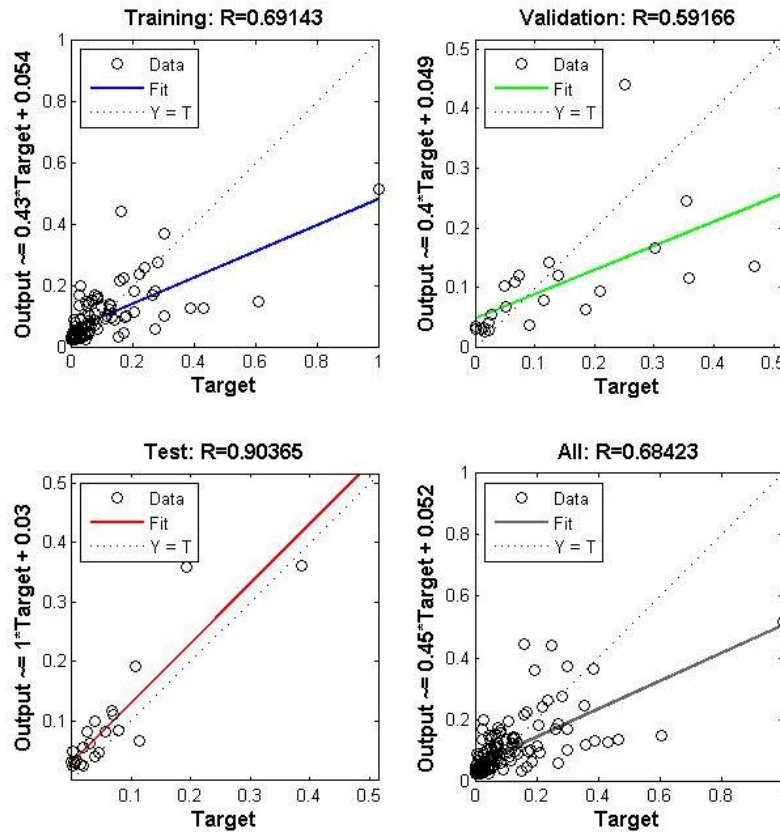 Training: R=0.69143
Output ~= 0.43*Target + 0.054
1
0.8
0.6
0.4
0.2
0
Data
Fit
Y = T
0 0.2 0.4 0.6 0.8 1
Target
Validation: R=0.59166
Output ~= 0.4*Target + 0.049
0.5
0.4
0.3
0.2
0.1
0
Data
Fit
Y = T
0 0.1 0.2 0.3 0.4 0.5
Target
Test: R=0.90365
Output ~= 1*Target + 0.03
0.5
0.4
0.3
0.2
0.1
Data
Fit
Y = T
0.1 0.2 0.3 0.4 0.5
Target
All: R=0.68423
Output ~= 0.45*Target + 0.052
1
0.8
0.6
0.4
0.2
0
Data
Fit
Y = T
0 0.2 0.4 0.6 0.8
Target